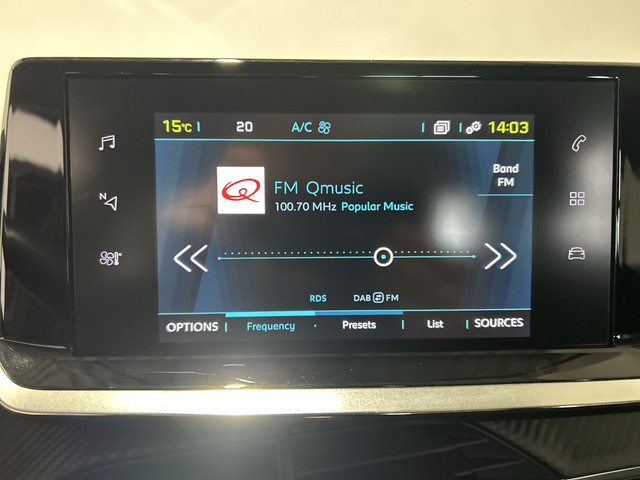 15°C 20 A/C 14:03
N
Band
FM
FM Qmusic
100.70 MHz Popular Music
RDS DAB FM
OPTIONS Frequency Presets List SOURCES